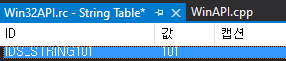 Win32API.rc - String Table* WinAPI.cpp
ID 값 캡션
IDS_STRING101 101